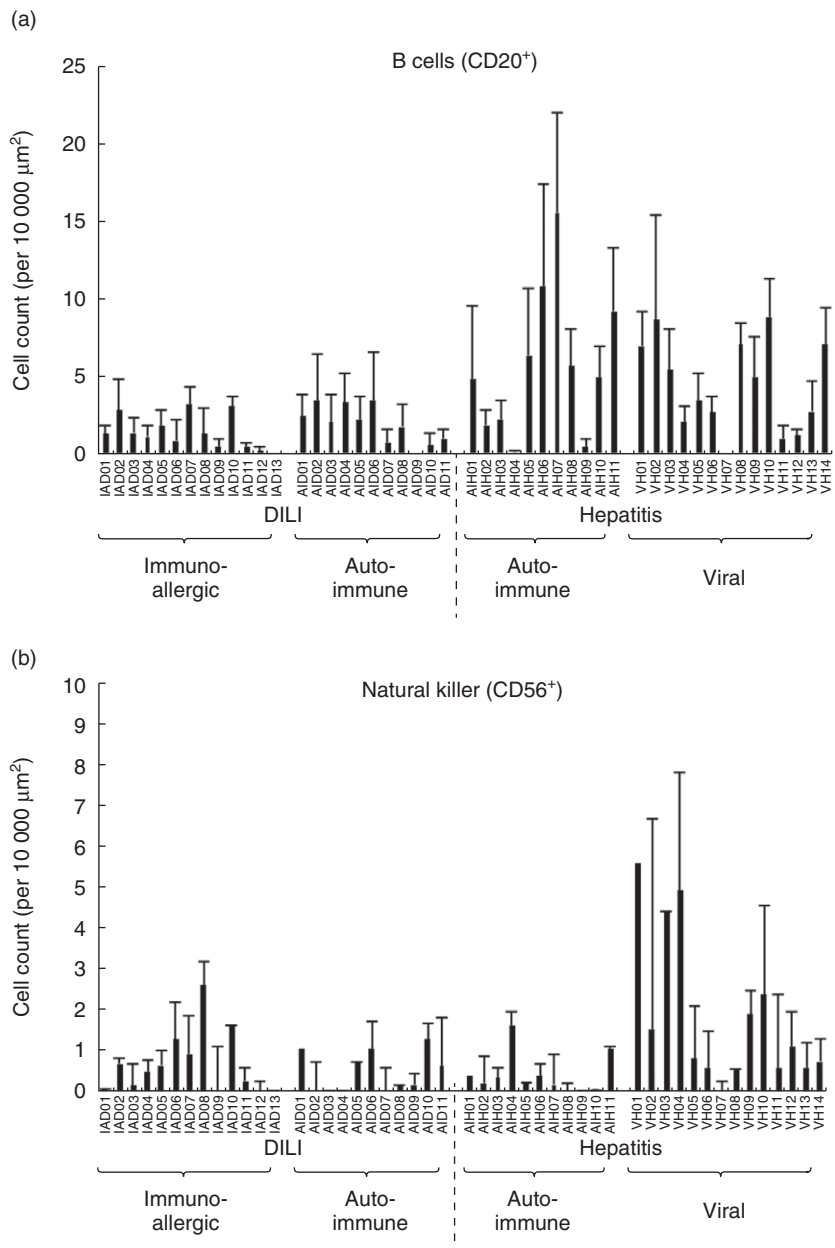 (a)
B cells (CD20⁺)
Cell count (per 10 000 µm²)
25
20
15
10
5
0
IAD01 IAD02 IAD03 IAD04 IAD05 IAD06 IAD07 IAD08 IAD09 IAD10 IAD11 IAD12 IAD13 AID01 AID02 AID03 AID04 AID05 AID06 AID07 AID08 AID09 AID10 AID11 AIH01 AIH02 AIH03 AIH04 AIH05 AIH06 AIH07 AIH08 AIH09 AIH10 AIH11 VH01 VH02 VH03 VH04 VH05 VH06 VH07 VH08 VH09 VH10 VH11 VH12 VH13 VH14
DILI Hepatitis
Immuno- Auto- Auto- Viral
allergic immune immune
(b)
Natural killer (CD56⁺)
Cell count (per 10 000 µm²)
10
9
8
7
6
5
4
3
2
1
0
IAD01 IAD02 IAD03 IAD04 IAD05 IAD06 IAD07 IAD08 IAD09 IAD10 IAD11 IAD12 IAD13 AID01 AID02 AID03 AID04 AID05 AID06 AID07 AID08 AID09 AID10 AID11 AIH01 AIH02 AIH03 AIH04 AIH05 AIH06 AIH07 AIH08 AIH09 AIH10 AIH11 VH01 VH02 VH03 VH04 VH05 VH06 VH07 VH08 VH09 VH10 VH11 VH12 VH13 VH14
DILI Hepatitis
Immuno- Auto- Auto- Viral
allergic immune immune